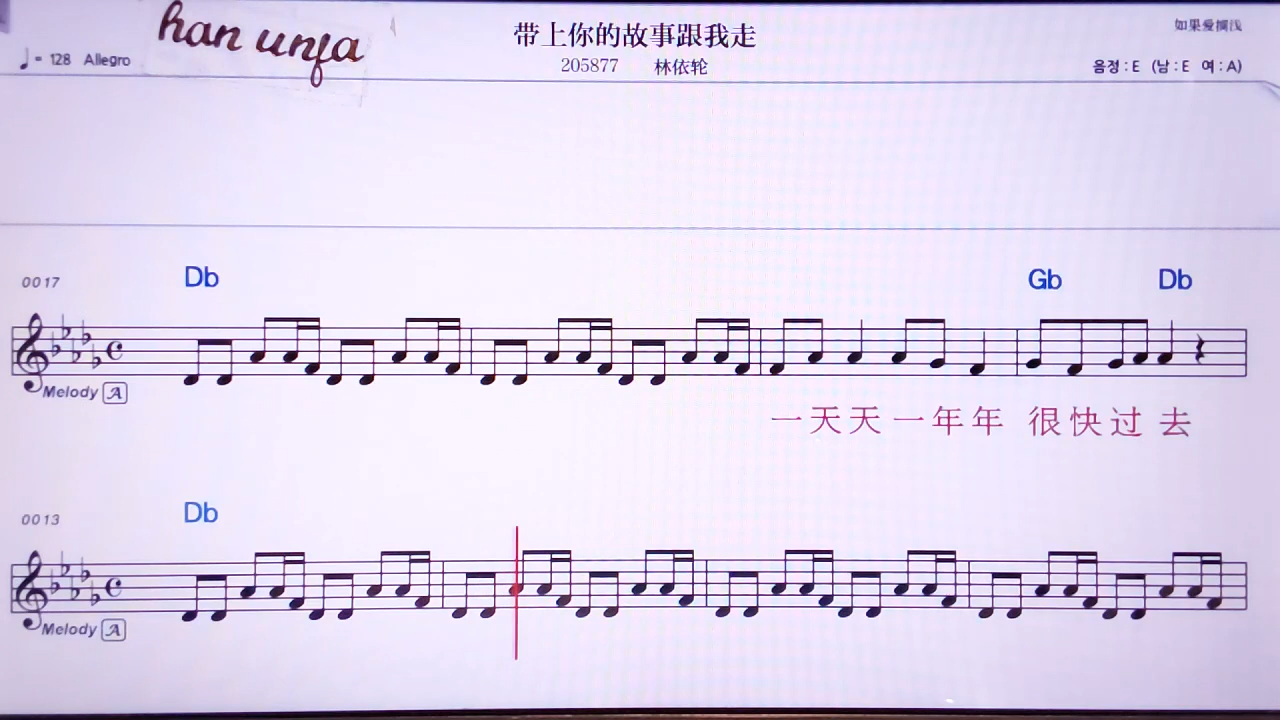 han unfa
带上你的故事跟我走
如果爱搁浅
♩= 128 Allegro
205877 林依轮
음정 : E (남 : E 여 : A)
0017
Db Gb Db
Melody A
一天天一年年 很快过 去
0013
Db
Melody A